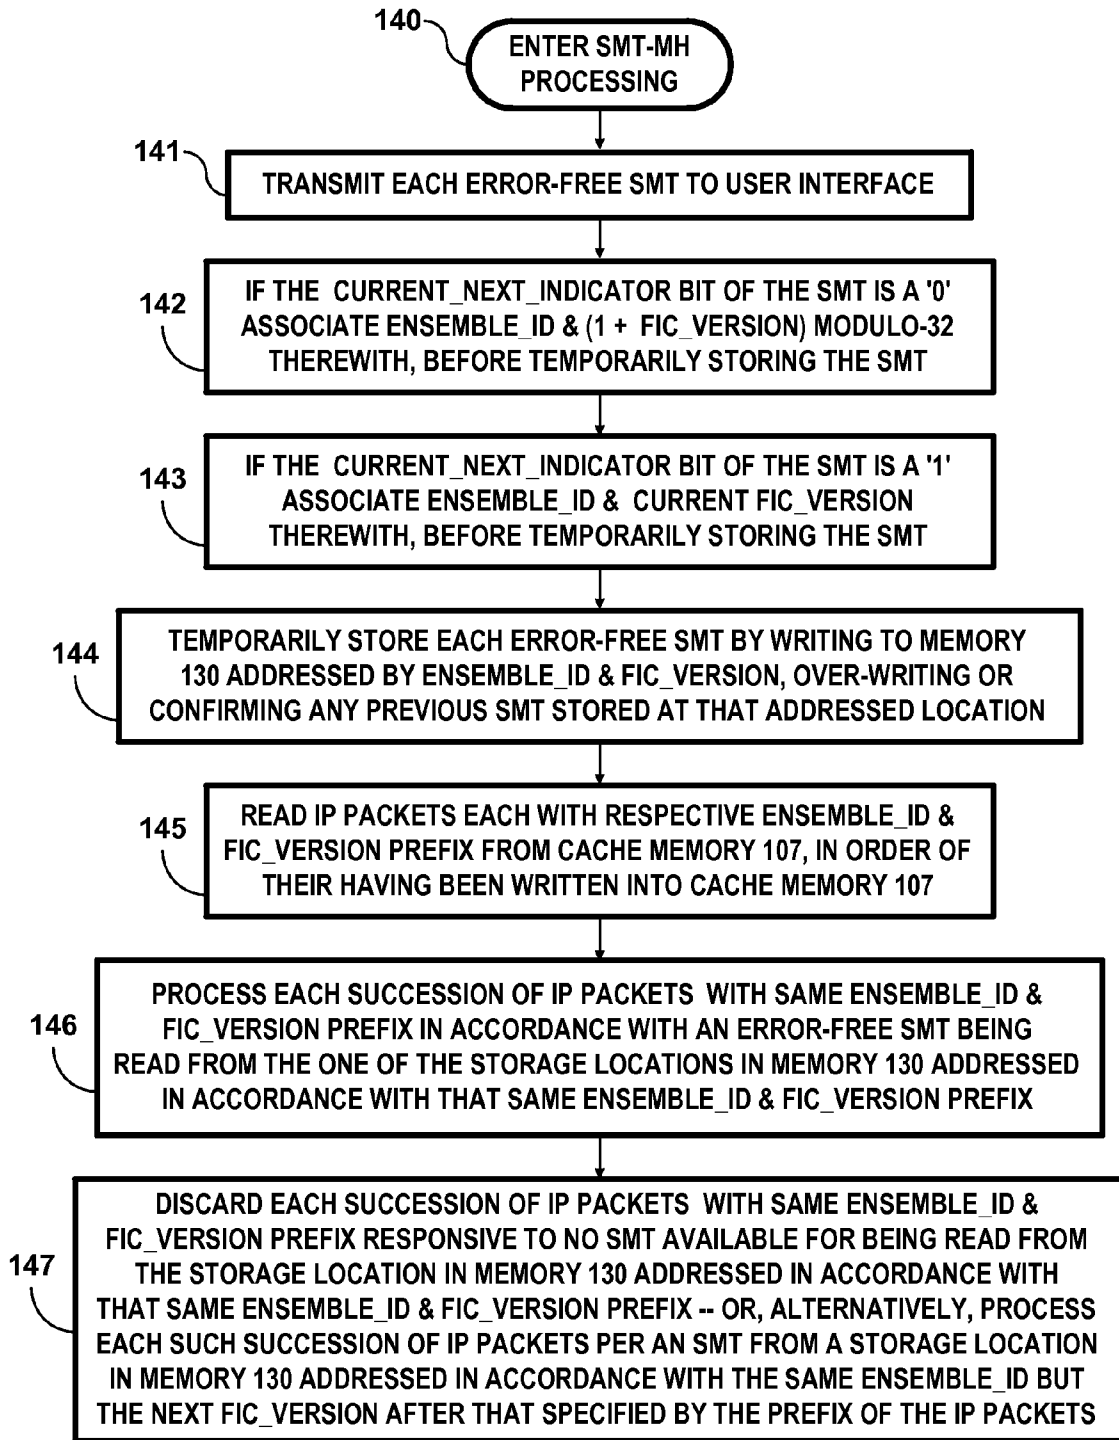 140
ENTER SMT-MH
PROCESSING
141
TRANSMIT EACH ERROR-FREE SMT TO USER INTERFACE
142
IF THE CURRENT_NEXT_INDICATOR BIT OF THE SMT IS A '0'
ASSOCIATE ENSEMBLE_ID & (1 + FIC_VERSION) MODULO-32
THEREWITH, BEFORE TEMPORARILY STORING THE SMT
143
IF THE CURRENT_NEXT_INDICATOR BIT OF THE SMT IS A '1'
ASSOCIATE ENSEMBLE_ID & CURRENT FIC_VERSION
THEREWITH, BEFORE TEMPORARILY STORING THE SMT
144
TEMPORARILY STORE EACH ERROR-FREE SMT BY WRITING TO MEMORY
130 ADDRESSED BY ENSEMBLE_ID & FIC_VERSION, OVER-WRITING OR
CONFIRMING ANY PREVIOUS SMT STORED AT THAT ADDRESSED LOCATION
145
READ IP PACKETS EACH WITH RESPECTIVE ENSEMBLE_ID &
FIC_VERSION PREFIX FROM CACHE MEMORY 107, IN ORDER OF
THEIR HAVING BEEN WRITTEN INTO CACHE MEMORY 107
146
PROCESS EACH SUCCESSION OF IP PACKETS WITH SAME ENSEMBLE_ID &
FIC_VERSION PREFIX IN ACCORDANCE WITH AN ERROR-FREE SMT BEING
READ FROM THE ONE OF THE STORAGE LOCATIONS IN MEMORY 130 ADDRESSED
IN ACCORDANCE WITH THAT SAME ENSEMBLE_ID & FIC_VERSION PREFIX
147
DISCARD EACH SUCCESSION OF IP PACKETS WITH SAME ENSEMBLE_ID &
FIC_VERSION PREFIX RESPONSIVE TO NO SMT AVAILABLE FOR BEING READ FROM
THE STORAGE LOCATION IN MEMORY 130 ADDRESSED IN ACCORDANCE WITH
THAT SAME ENSEMBLE_ID & FIC_VERSION PREFIX -- OR, ALTERNATIVELY, PROCESS
EACH SUCH SUCCESSION OF IP PACKETS PER AN SMT FROM A STORAGE LOCATION
IN MEMORY 130 ADDRESSED IN ACCORDANCE WITH THE SAME ENSEMBLE_ID BUT
THE NEXT FIC_VERSION AFTER THAT SPECIFIED BY THE PREFIX OF THE IP PACKETS